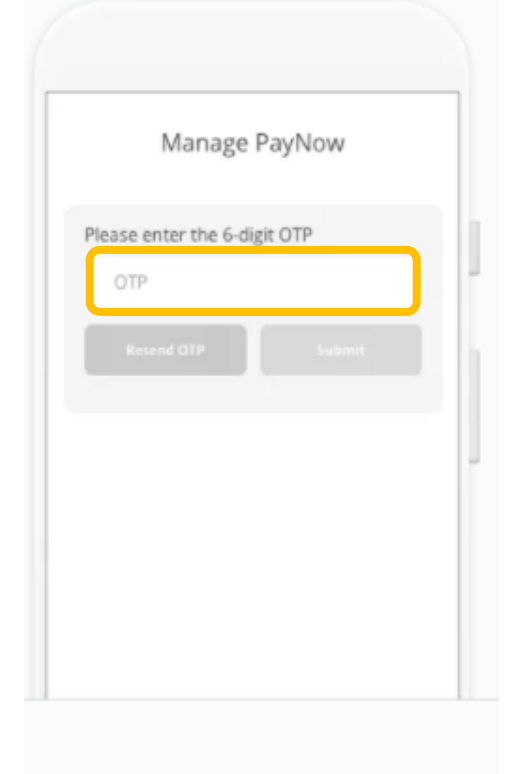 Manage PayNow
Please enter the 6-digit OTP
OTP
Resend OTP
Submit